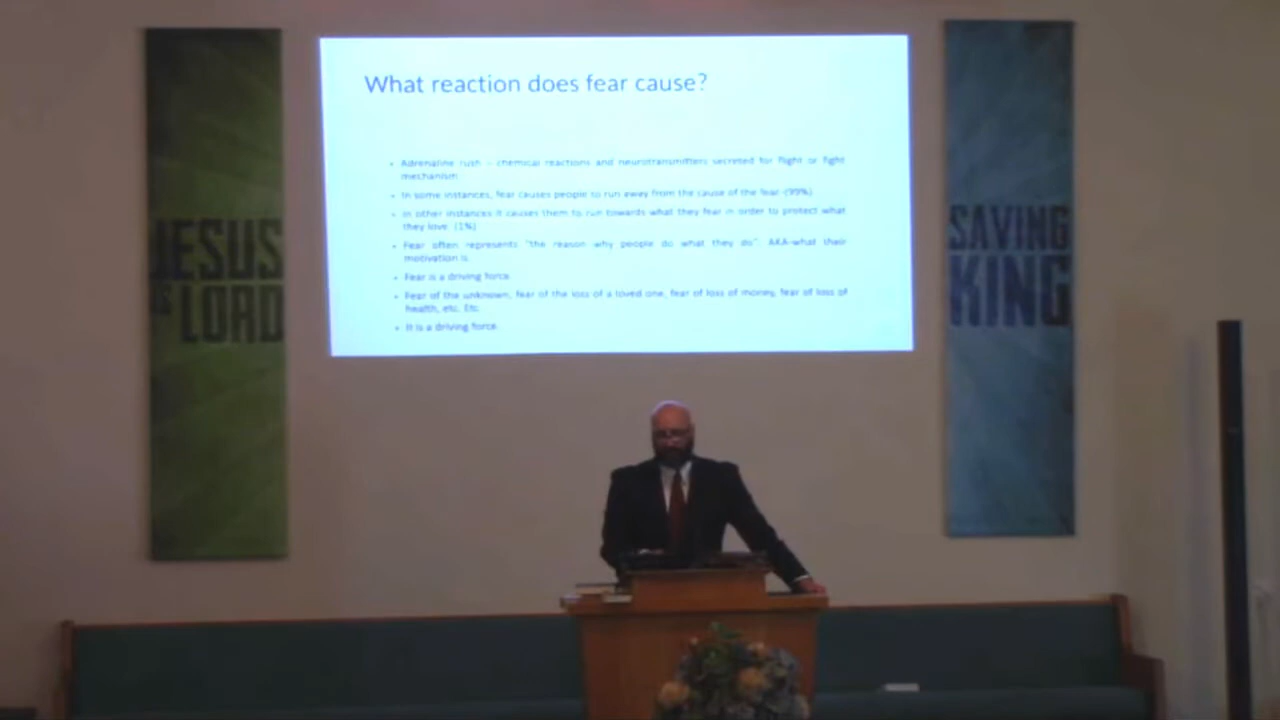 What reaction does fear cause?
• Adrenaline rush – chemical reactions and neurotransmitters secreted for flight or fight
mechanism
• In some instances, fear causes people to run away from the cause of the fear (99%)
• In other instances it causes them to run towards what they fear in order to protect what
they love (1%)
• Fear often represents "the reason why people do what they do". AKA-what their
motivation is
• Fear is a driving force.
• Fear of the unknown, fear of the loss of a loved one, fear of loss of money, fear of loss of
health, etc. Etc.
• It is a driving force.
JESUS
LORD
SAVING
KING